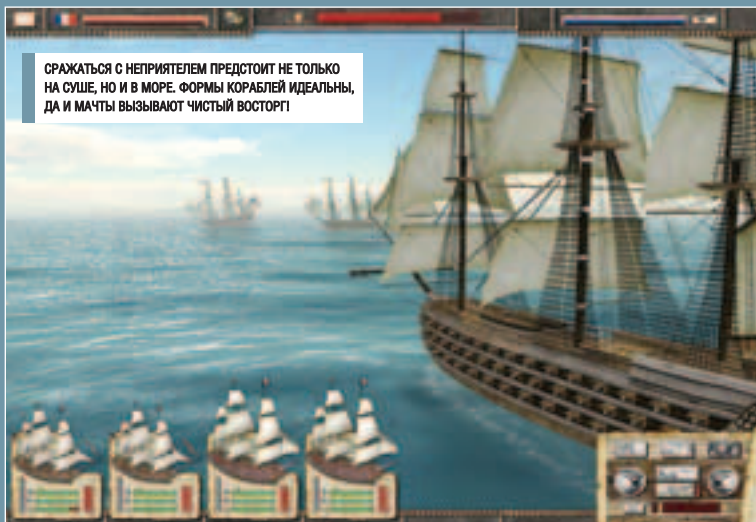 СРАЖАТЬСЯ С НЕПРИЯТЕЛЕМ ПРЕДСТОИТ НЕ ТОЛЬКО
НА СУШЕ, НО И В МОРЕ. ФОРМЫ КОРАБЛЕЙ ИДЕАЛЬНЫ,
ДА И МАЧТЫ ВЫЗЫВАЮТ ЧИСТЫЙ ВОСТОРГ!